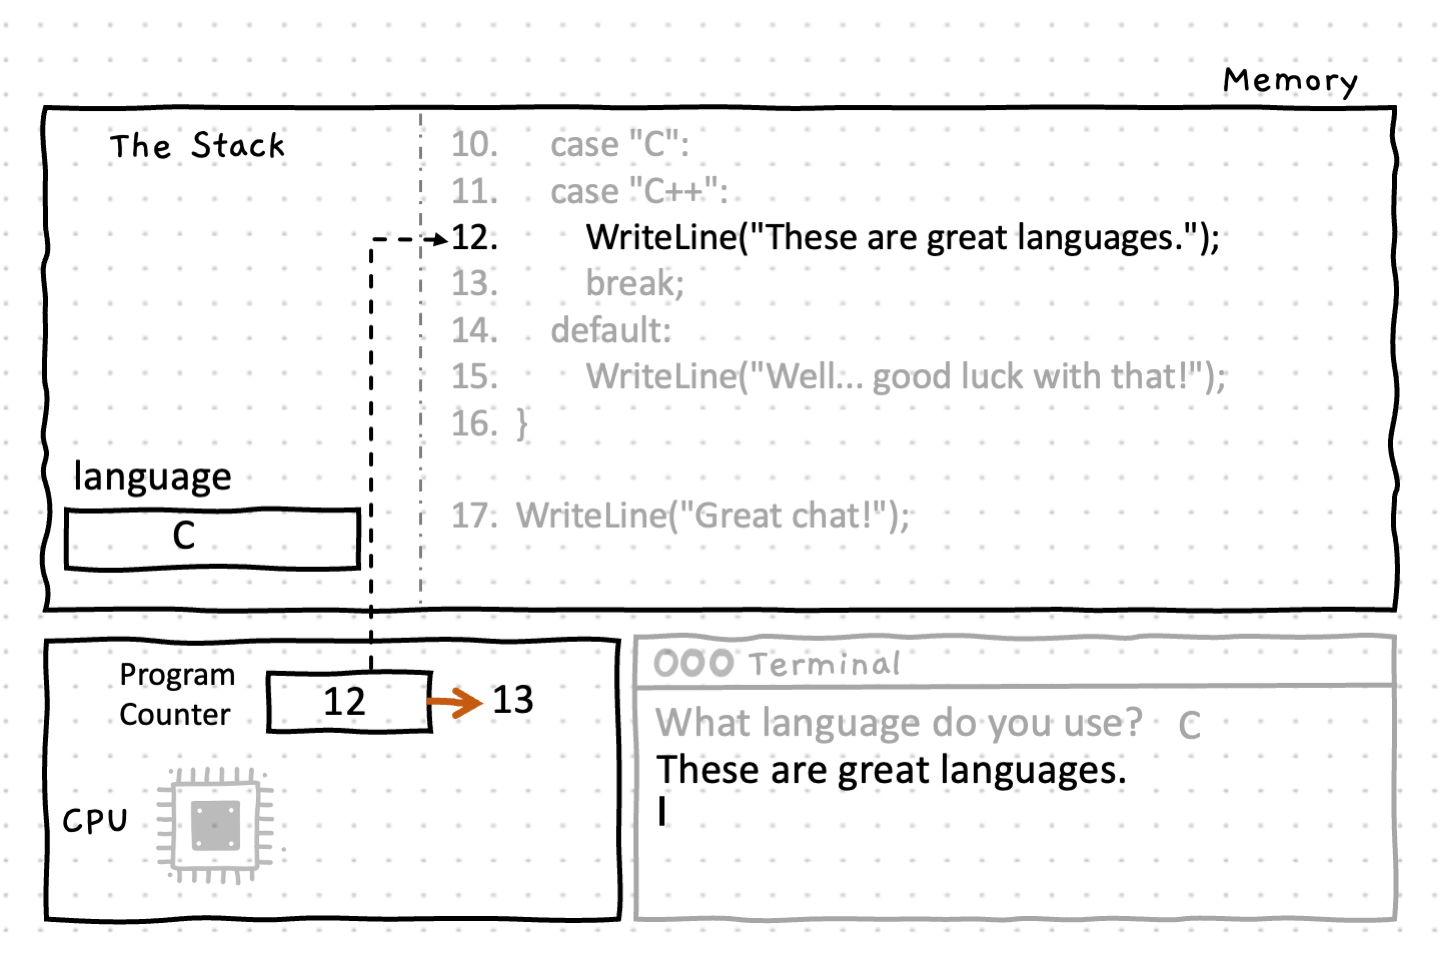 Memory
The Stack
10. case "C":
11. case "C++":
12. WriteLine("These are great languages.");
13. break;
14. default:
15. WriteLine("Well... good luck with that!");
16. }
language
C
17. WriteLine("Great chat!");
Program
Counter
12
13
CPU
Terminal
What language do you use? C
These are great languages.